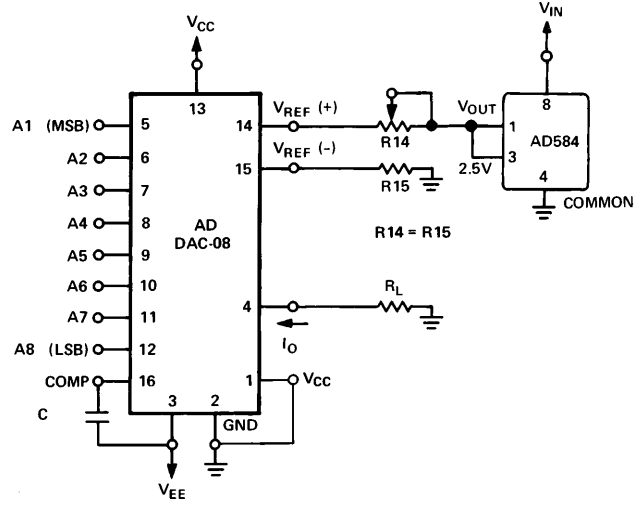 VCC
VIN
13
A1 (MSB) 5
A2 6
A3 7
A4 8
A5 9
A6 10
A7 11
A8 (LSB) 12
COMP 16
AD
DAC-08
14 VREF (+)
15 VREF (-)
R14
R15
R14 = R15
VOUT
2.5V
8
1
AD584
3
4
COMMON
4
RL
IO
1 VCC
3
2
GND
C
VEE